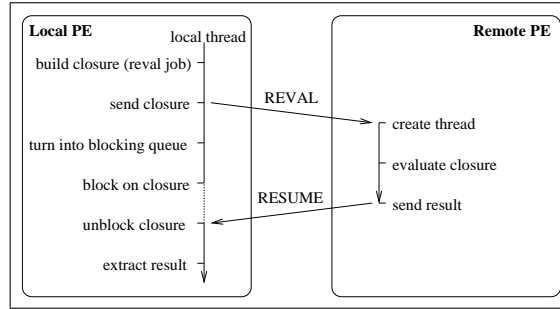 Local PE
Remote PE
local thread
build closure (reval job)
REVAL
send closure
create thread
turn into blocking queue
evaluate closure
block on closure
RESUME
send result
unblock closure
extract result